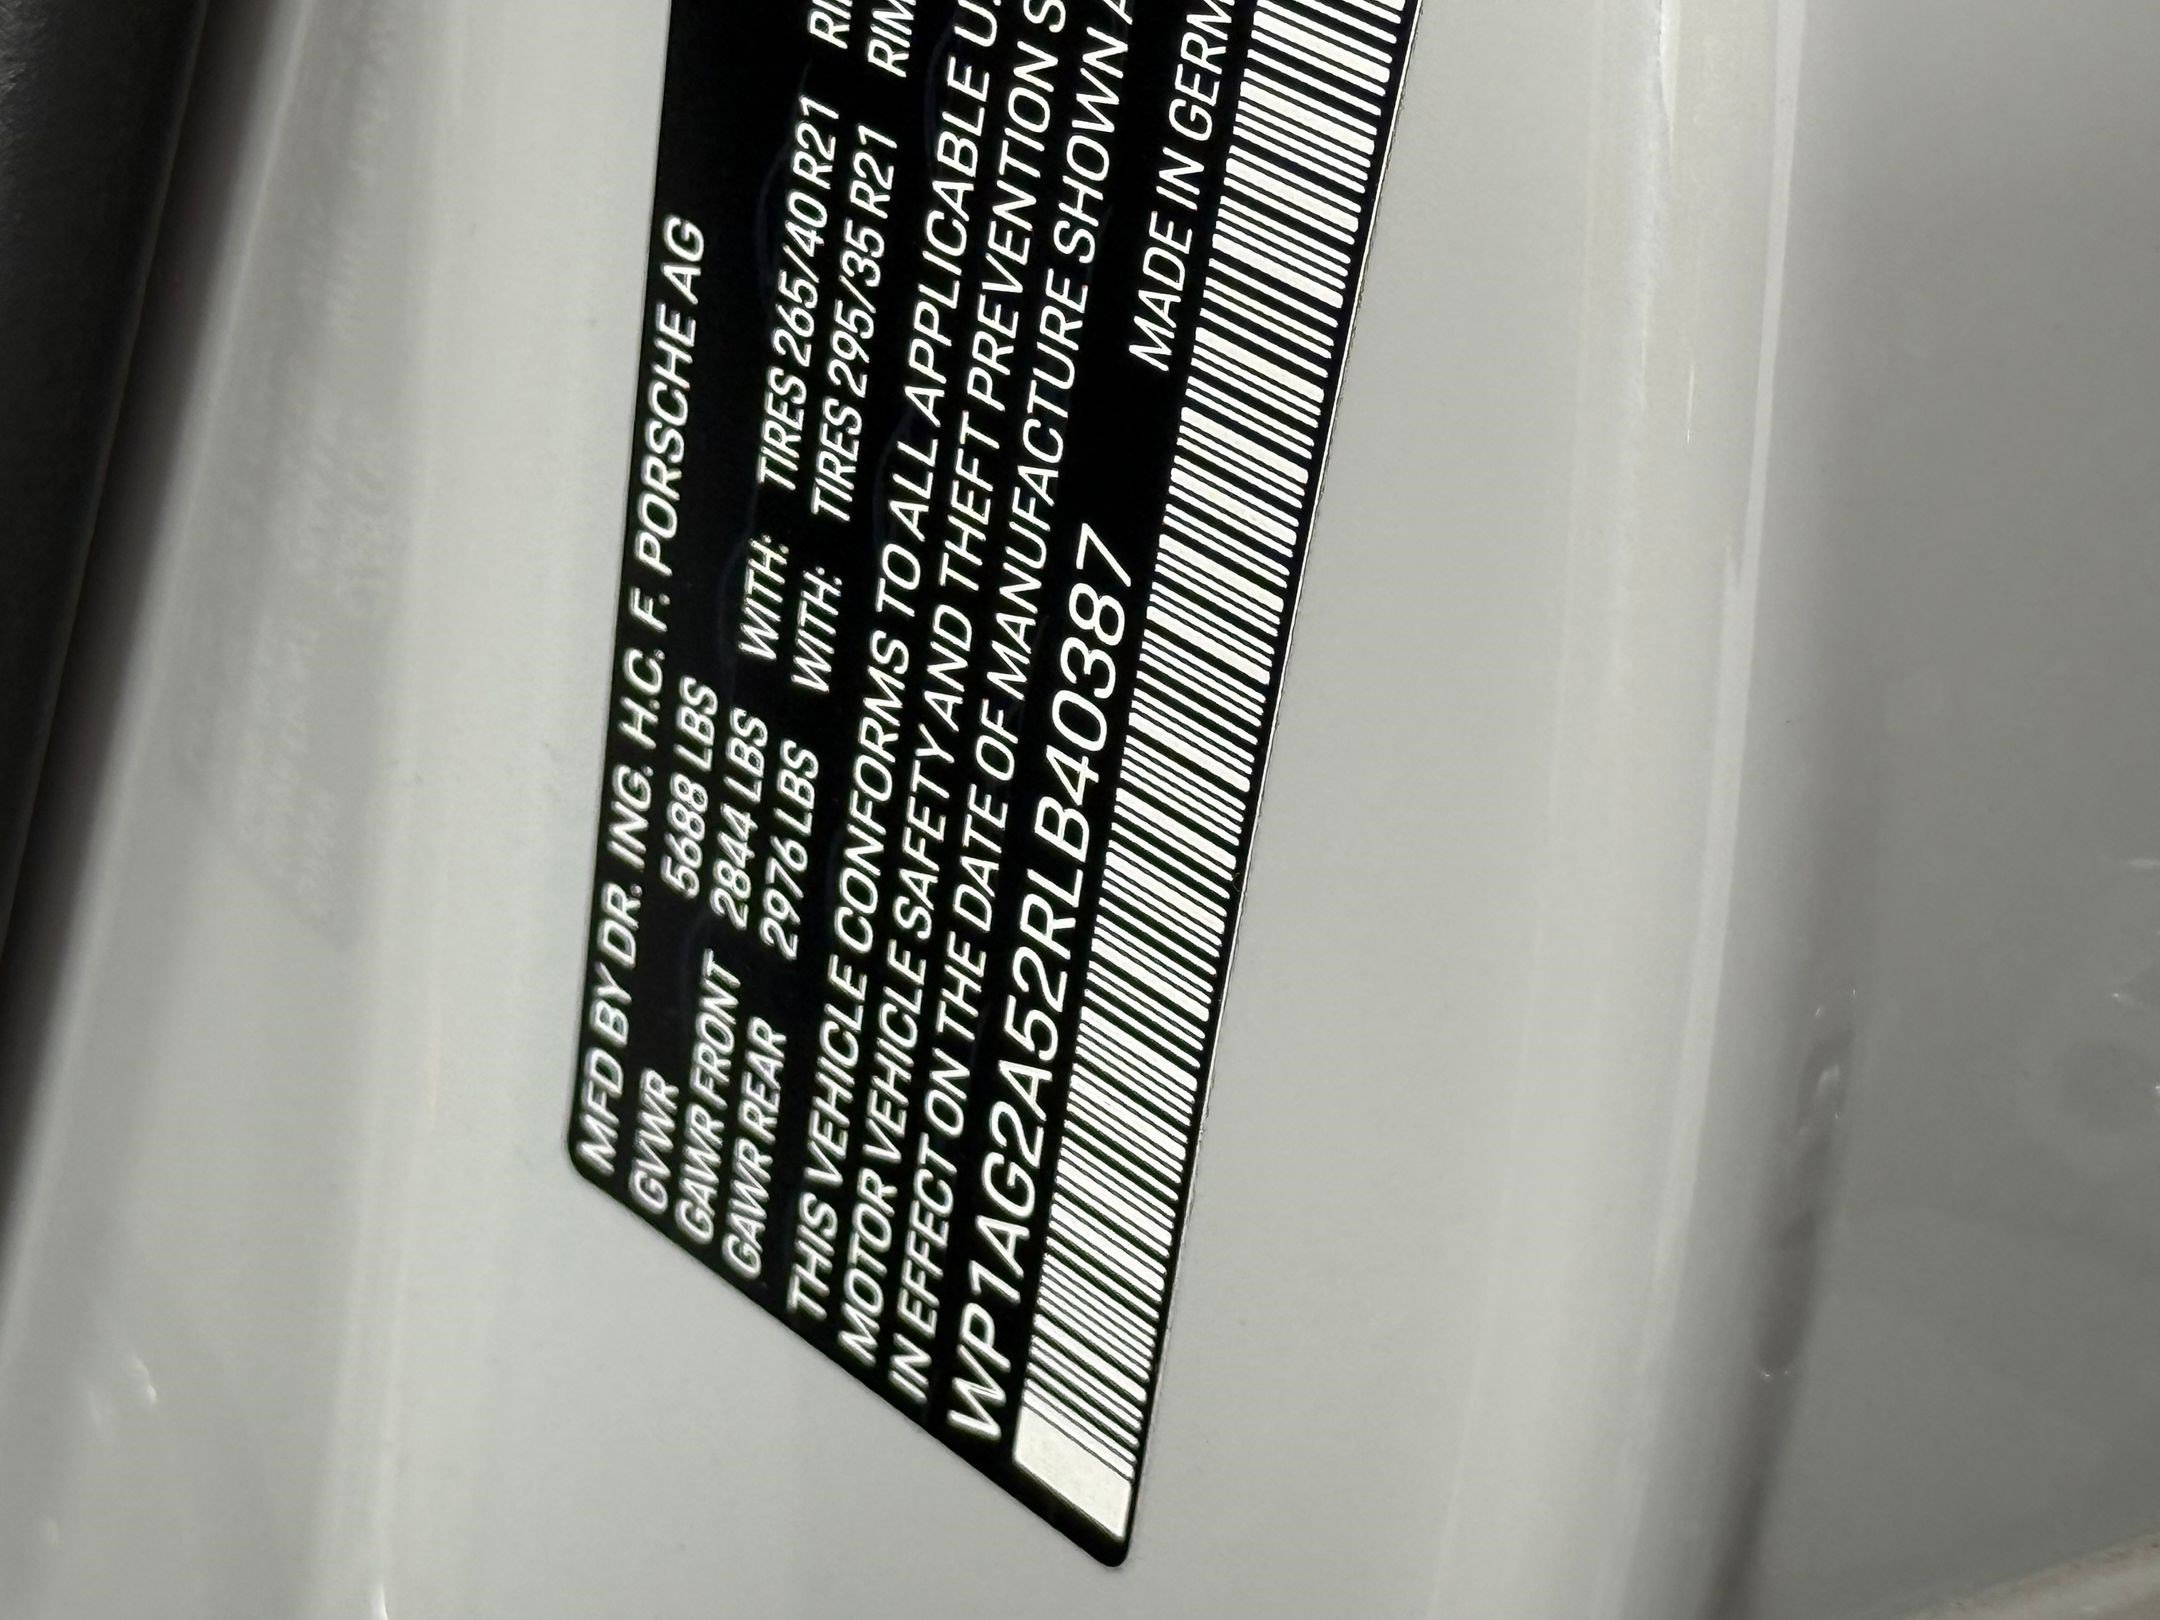 MFD BY DR. ING. H.C. F. PORSCHE AG
GVWR 5688 LBS
GAWR FRONT 2844 LBS WITH: TIRES 265/40 R21
GAWR REAR 2976 LBS WITH: TIRES 295/35 R21 RIM
THIS VEHICLE CONFORMS TO ALL APPLICABLE U.
MOTOR VEHICLE SAFETY AND THEFT PREVENTION S
IN EFFECT ON THE DATE OF MANUFACTURE SHOWN A
WP1AG2A52RLB40387 MADE IN GERM